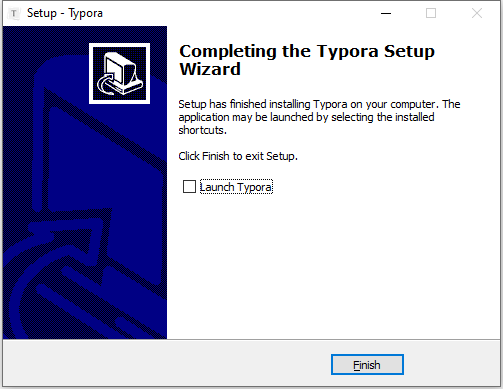 T Setup - Typora
Completing the Typora Setup
Wizard
Setup has finished installing Typora on your computer. The
application may be launched by selecting the installed
shortcuts.
Click Finish to exit Setup.
Launch Typora
Finish